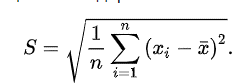 S = \sqrt{\frac{1}{n} \sum_{i=1}^{n} (x_i - \bar{x})^2}.